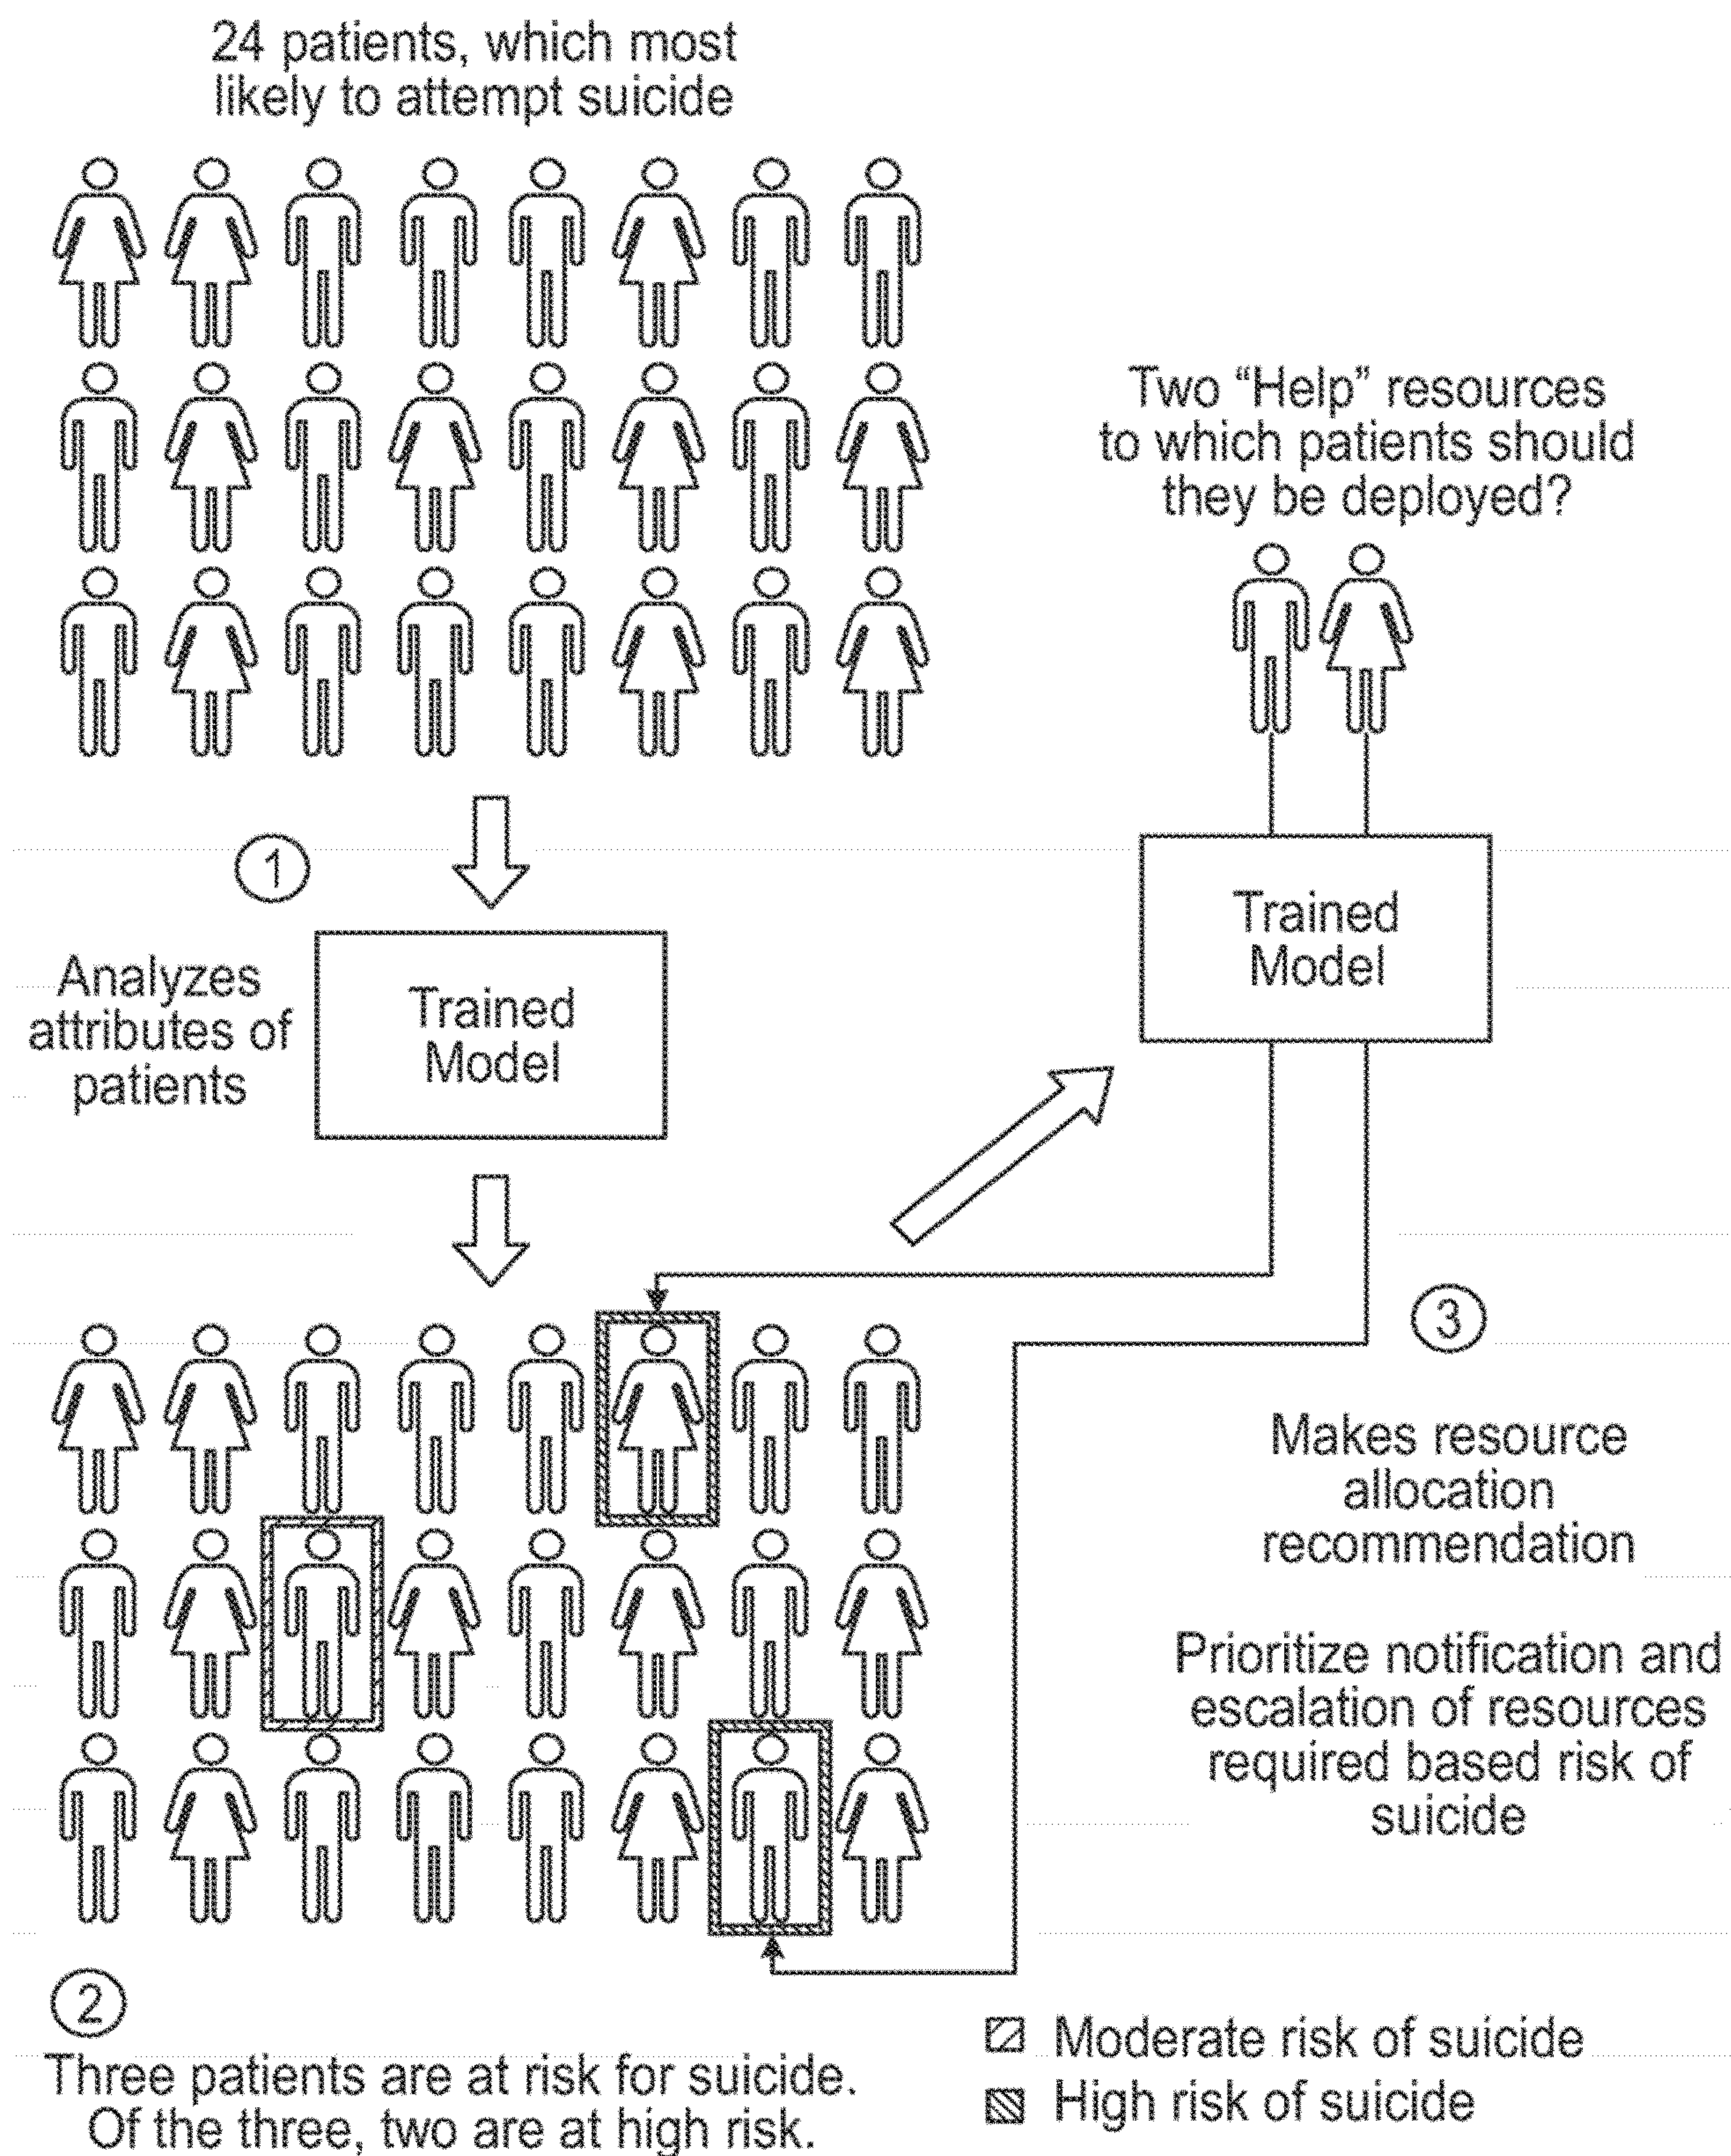 24 patients, which most
likely to attempt suicide
Two “Help” resources
to which patients should
they be deployed?
1
Analyzes
attributes of
patients
Trained
Model
Trained
Model
3
Makes resource
allocation
recommendation
Prioritize notification and
escalation of resources
required based risk of
suicide
2
Three patients are at risk for suicide.
Of the three, two are at high risk.
Moderate risk of suicide
High risk of suicide